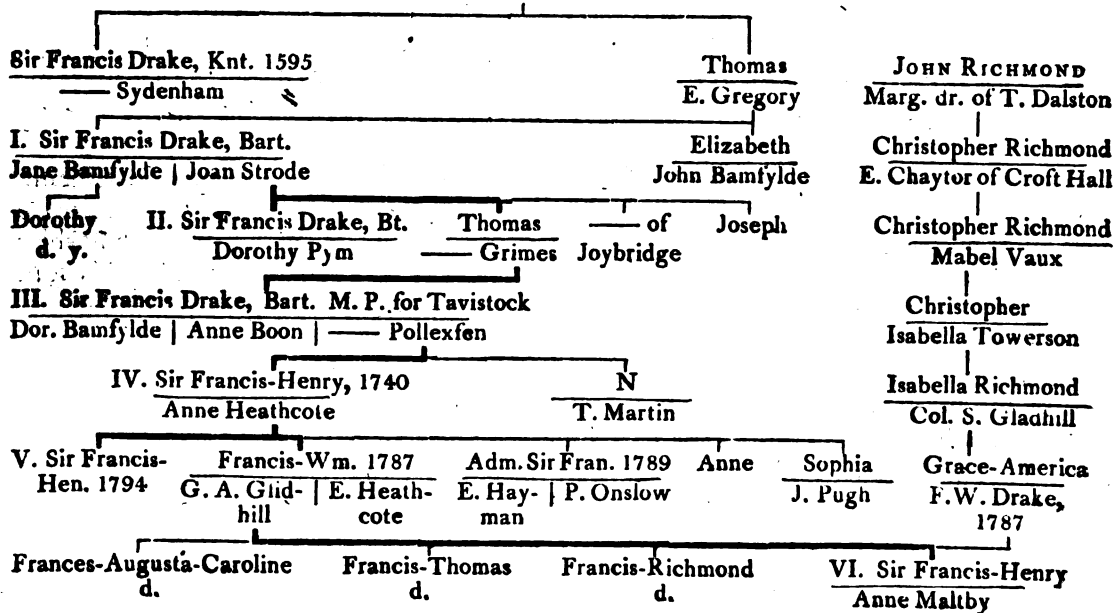 Sir Francis Drake, Knt. 1595
—— Sydenham
Thomas
E. Gregory
JOHN RICHMOND
Marg. dr. of T. Dalston
I. Sir Francis Drake, Bart.
Jane Bamfylde | Joan Strode
Elizabeth
John Bamfylde
Christopher Richmond
E. Chaytor of Croft Hall
Dorothy
d. y.
II. Sir Francis Drake, Bt.
Dorothy Pym
Thomas
—— Grimes
—— of
Joybridge
Joseph
Christopher Richmond
Mabel Vaux
III. Sir Francis Drake, Bart. M. P. for Tavistock
Dor. Bamfylde | Anne Boon | —— Pollexfen
Christopher
Isabella Towerson
IV. Sir Francis-Henry, 1740
Anne Heathcote
N
T. Martin
Isabella Richmond
Col. S. Gladhill
V. Sir Francis-
Hen. 1794
Francis-Wm. 1787
G. A. Glid- | E. Heath-
hill cote
Adm. Sir Fran. 1789
E. Hay- | P. Onslow
man
Anne
Sophia
J. Pugh
Grace-America
F. W. Drake,
1787
Frances-Augusta-Caroline
d.
Francis-Thomas
d.
Francis-Richmond
d.
VI. Sir Francis-Henry
Anne Maltby